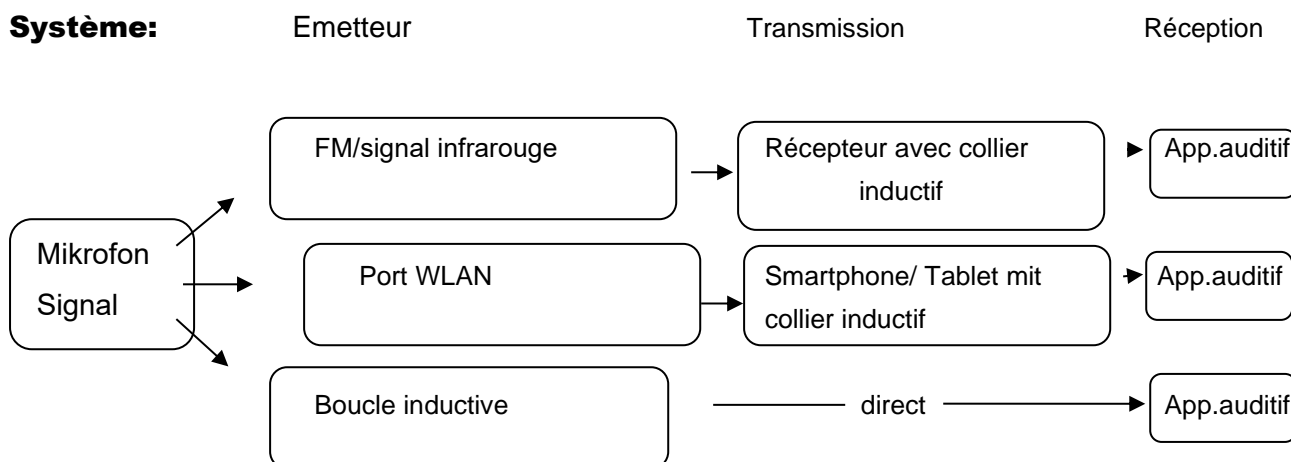 Système: Emetteur Transmission Réception
FM/signal infrarouge Récepteur avec collier App.auditif
inductif
Mikrofon
Signal
Port WLAN Smartphone/ Tablet mit App.auditif
collier inductif
Boucle inductive direct App.auditif